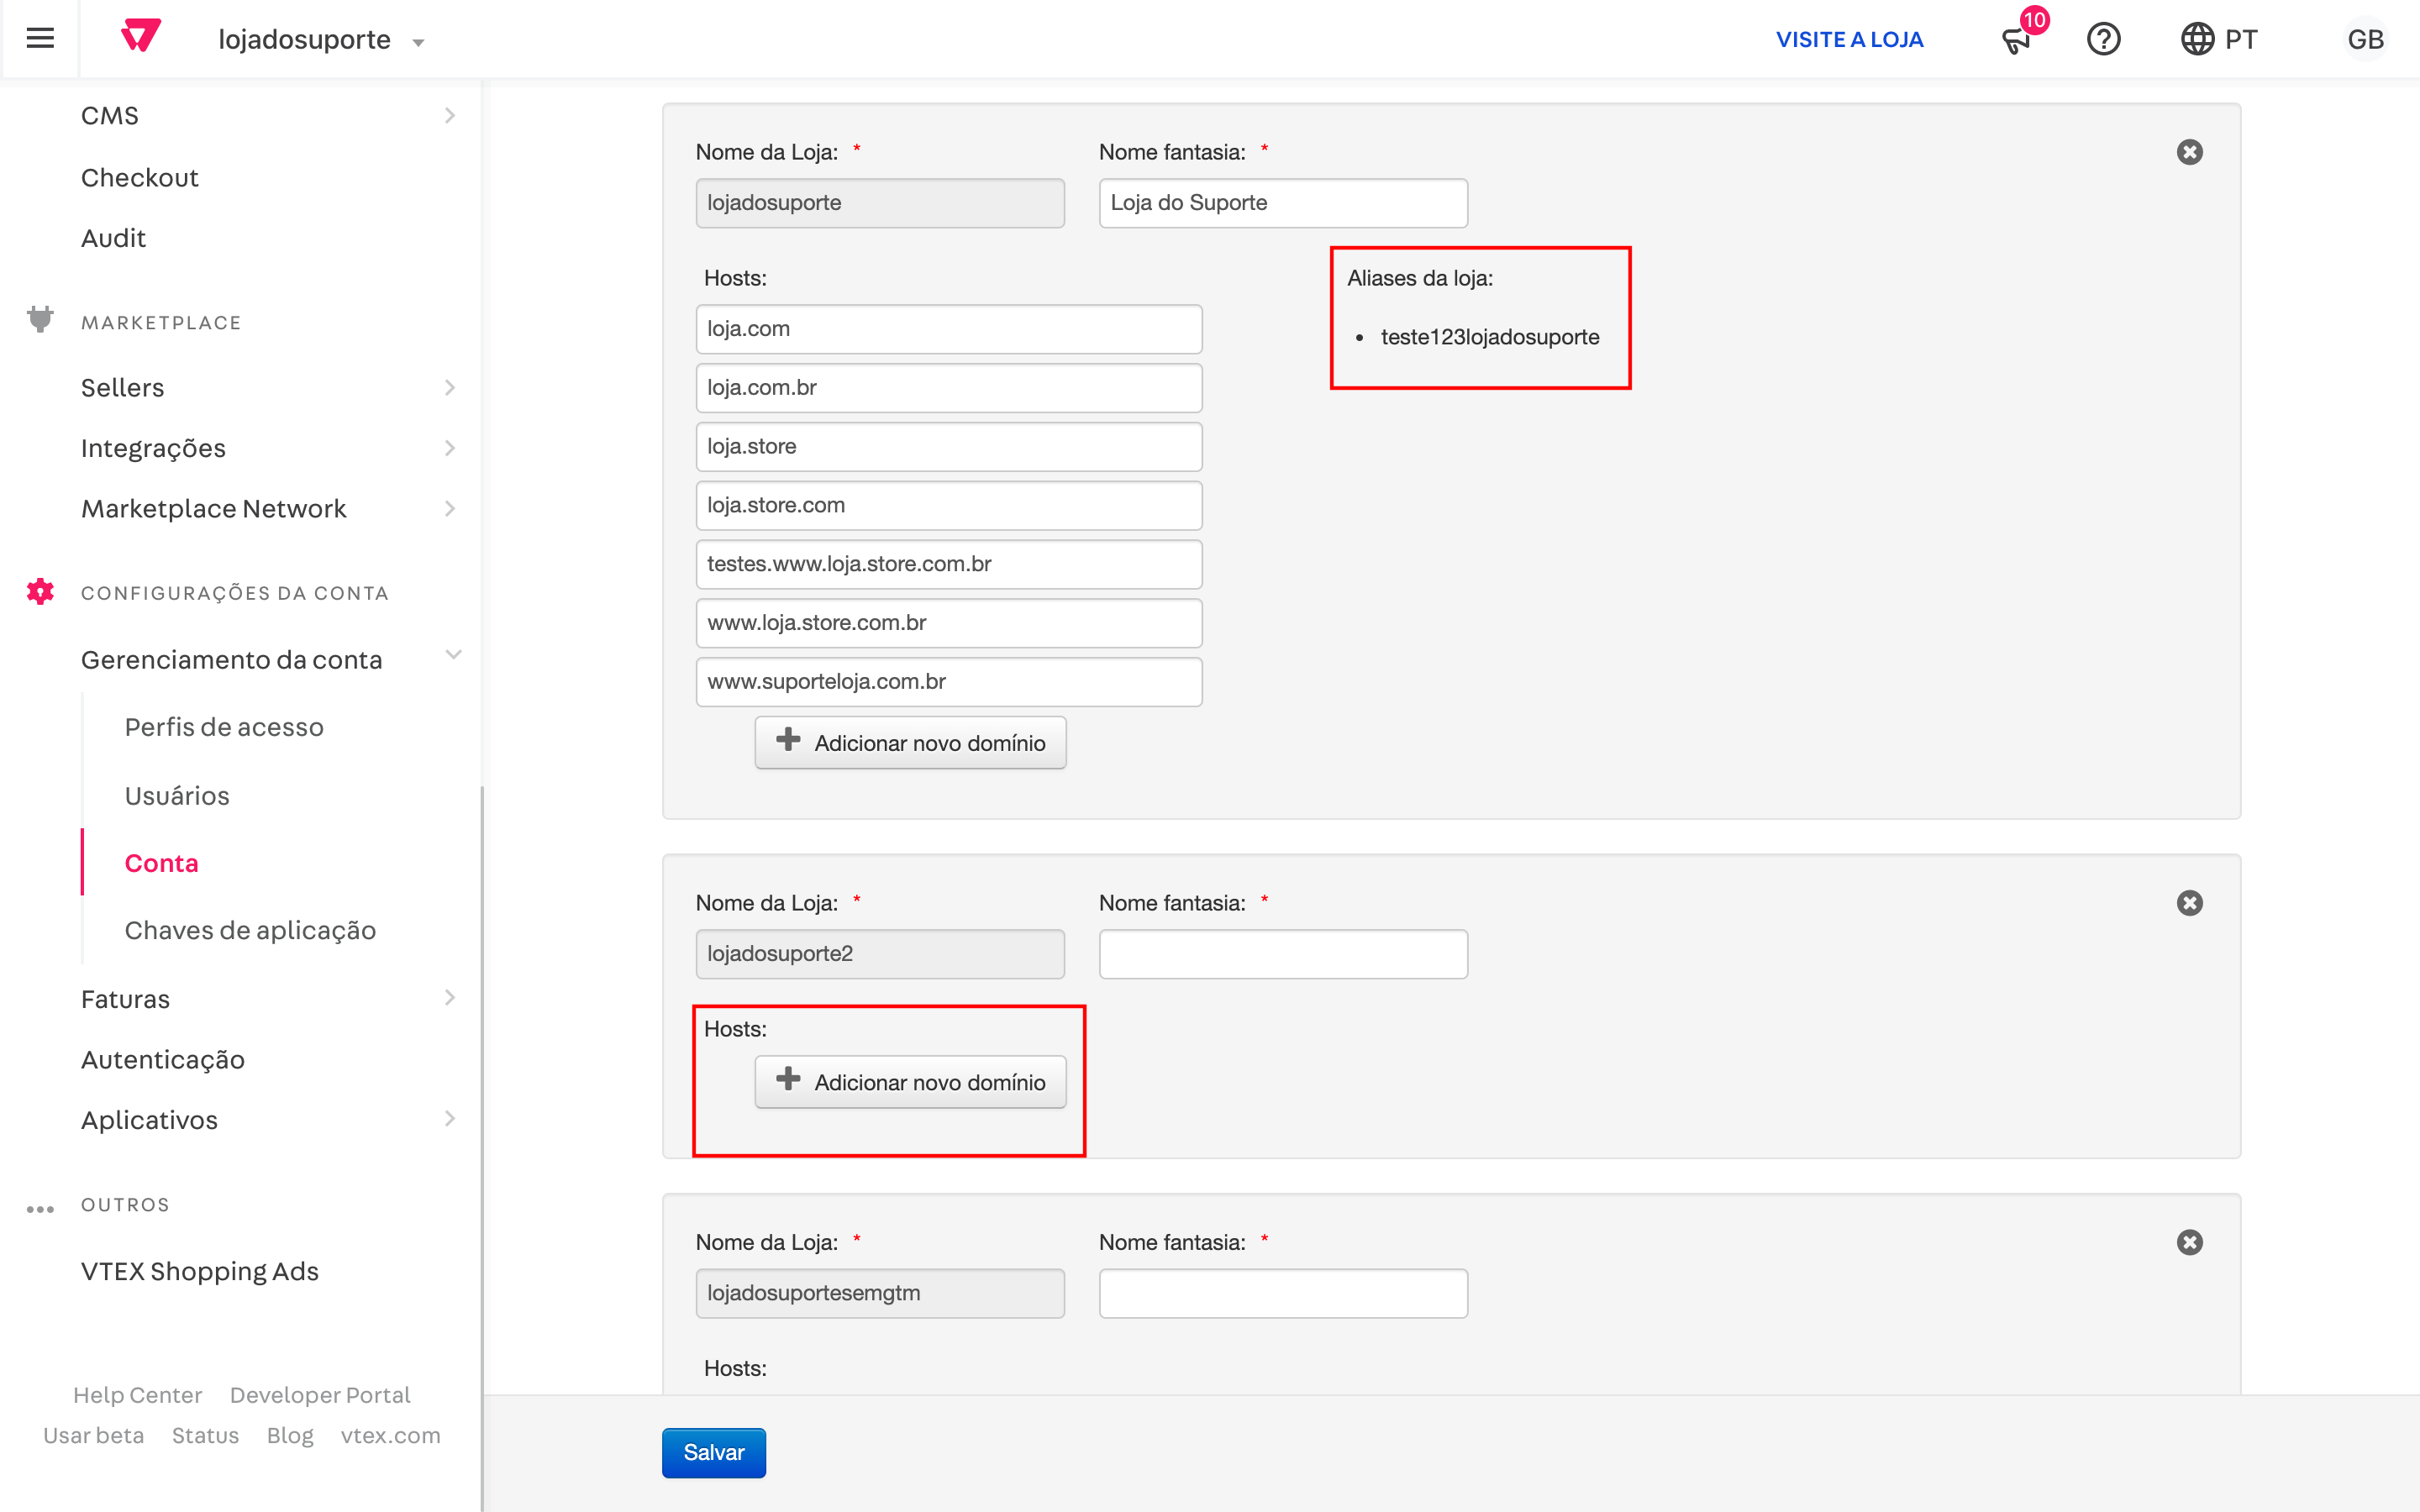 lojadosuporte
VISITE A LOJA
10
PT
GB
CMS
Checkout
Audit
MARKETPLACE
Sellers
Integrações
Marketplace Network
CONFIGURAÇÕES DA CONTA
Gerenciamento da conta
Perfis de acesso
Usuários
Conta
Chaves de aplicação
Faturas
Autenticação
Aplicativos
OUTROS
VTEX Shopping Ads
Help Center Developer Portal
Usar beta Status Blog vtex.com
Nome da Loja: * Nome fantasia: *
lojadosuporte Loja do Suporte
Hosts: Aliases da loja:
loja.com
• teste123lojadosuporte
loja.com.br
loja.store
loja.store.com
testes.www.loja.store.com.br
www.loja.store.com.br
www.suporteloja.com.br
Adicionar novo domínio
Nome da Loja: * Nome fantasia: *
lojadosuporte2
Hosts:
Adicionar novo domínio
Nome da Loja: * Nome fantasia: *
lojadosuportesemgtm
Hosts:
Salvar